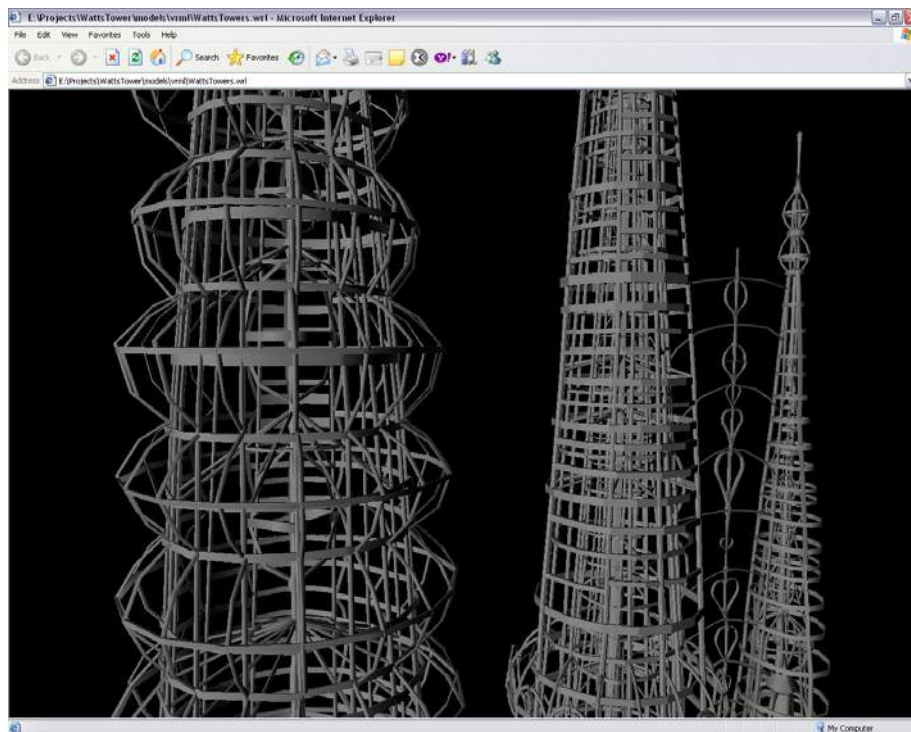 E:\Projects\WattsTower\models\vrml\WattsTowers.wrl - Microsoft Internet Explorer
File Edit View Favorites Tools Help
Back Search Favorites
Address E:\Projects\WattsTower\models\vrml\WattsTowers.wrl
My Computer